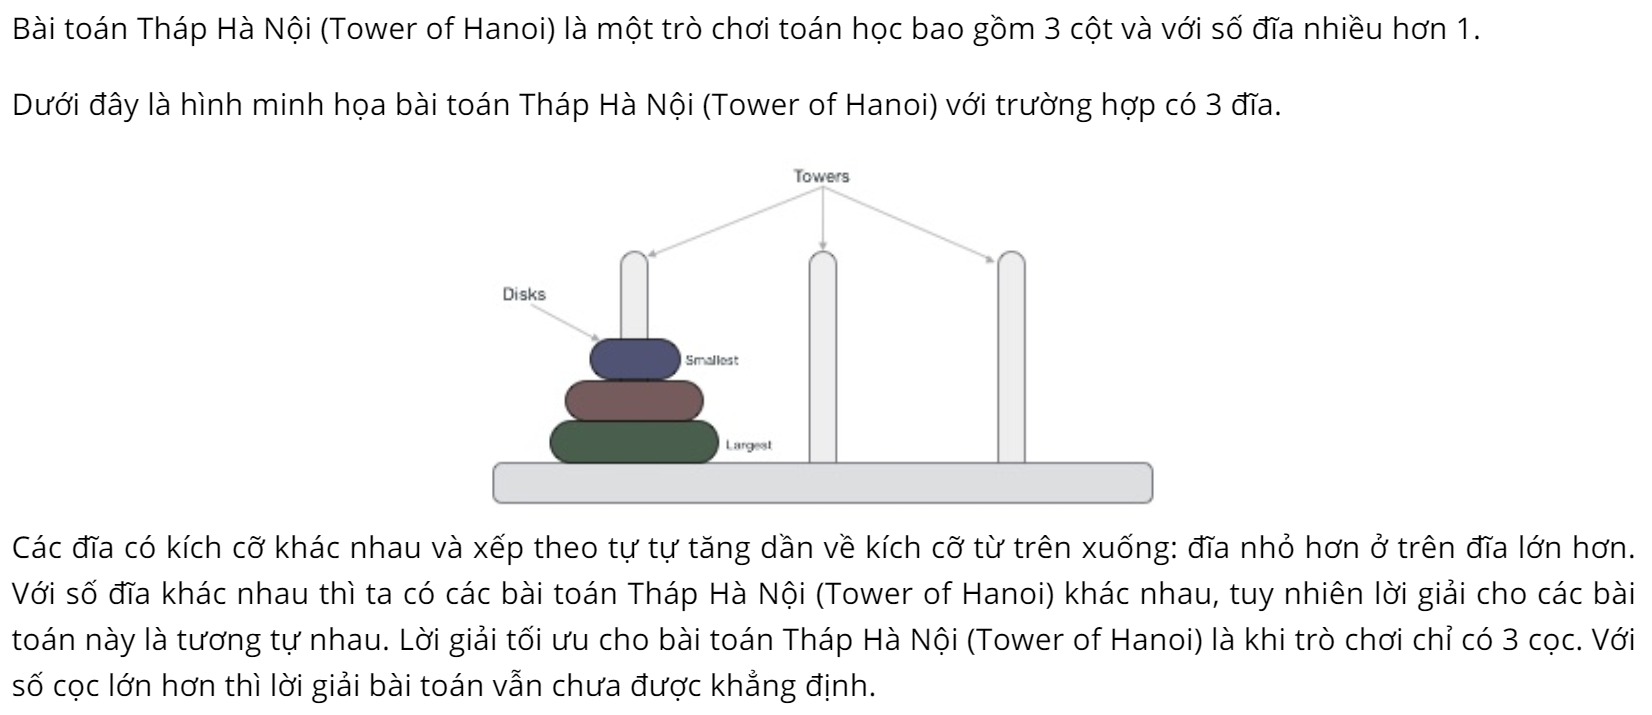 Bài toán Tháp Hà Nội (Tower of Hanoi) là một trò chơi toán học bao gồm 3 cột và với số đĩa nhiều hơn 1.
Dưới đây là hình minh họa bài toán Tháp Hà Nội (Tower of Hanoi) với trường hợp có 3 đĩa.
Towers
Disks
Smallest
Largest
Các đĩa có kích cỡ khác nhau và xếp theo tự tự tăng dần về kích cỡ từ trên xuống: đĩa nhỏ hơn ở trên đĩa lớn hơn.
Với số đĩa khác nhau thì ta có các bài toán Tháp Hà Nội (Tower of Hanoi) khác nhau, tuy nhiên lời giải cho các bài
toán này là tương tự nhau. Lời giải tối ưu cho bài toán Tháp Hà Nội (Tower of Hanoi) là khi trò chơi chỉ có 3 cọc. Với
số cọc lớn hơn thì lời giải bài toán vẫn chưa được khẳng định.